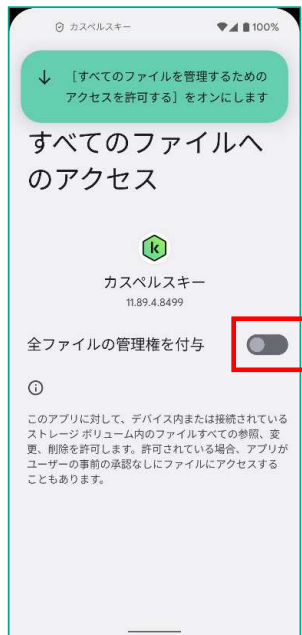 カスペルスキー 100%
［すべてのファイルを管理するための
アクセスを許可する］をオンにします
すべてのファイルへ
のアクセス
カスペルスキー
11.89.4.8499
全ファイルの管理権を付与
このアプリに対して、デバイス内または接続されている
ストレージ ボリューム内のファイルすべての参照、変
更、削除を許可します。許可されている場合、アプリが
ユーザーの事前の承認なしにファイルにアクセスする
こともあります。